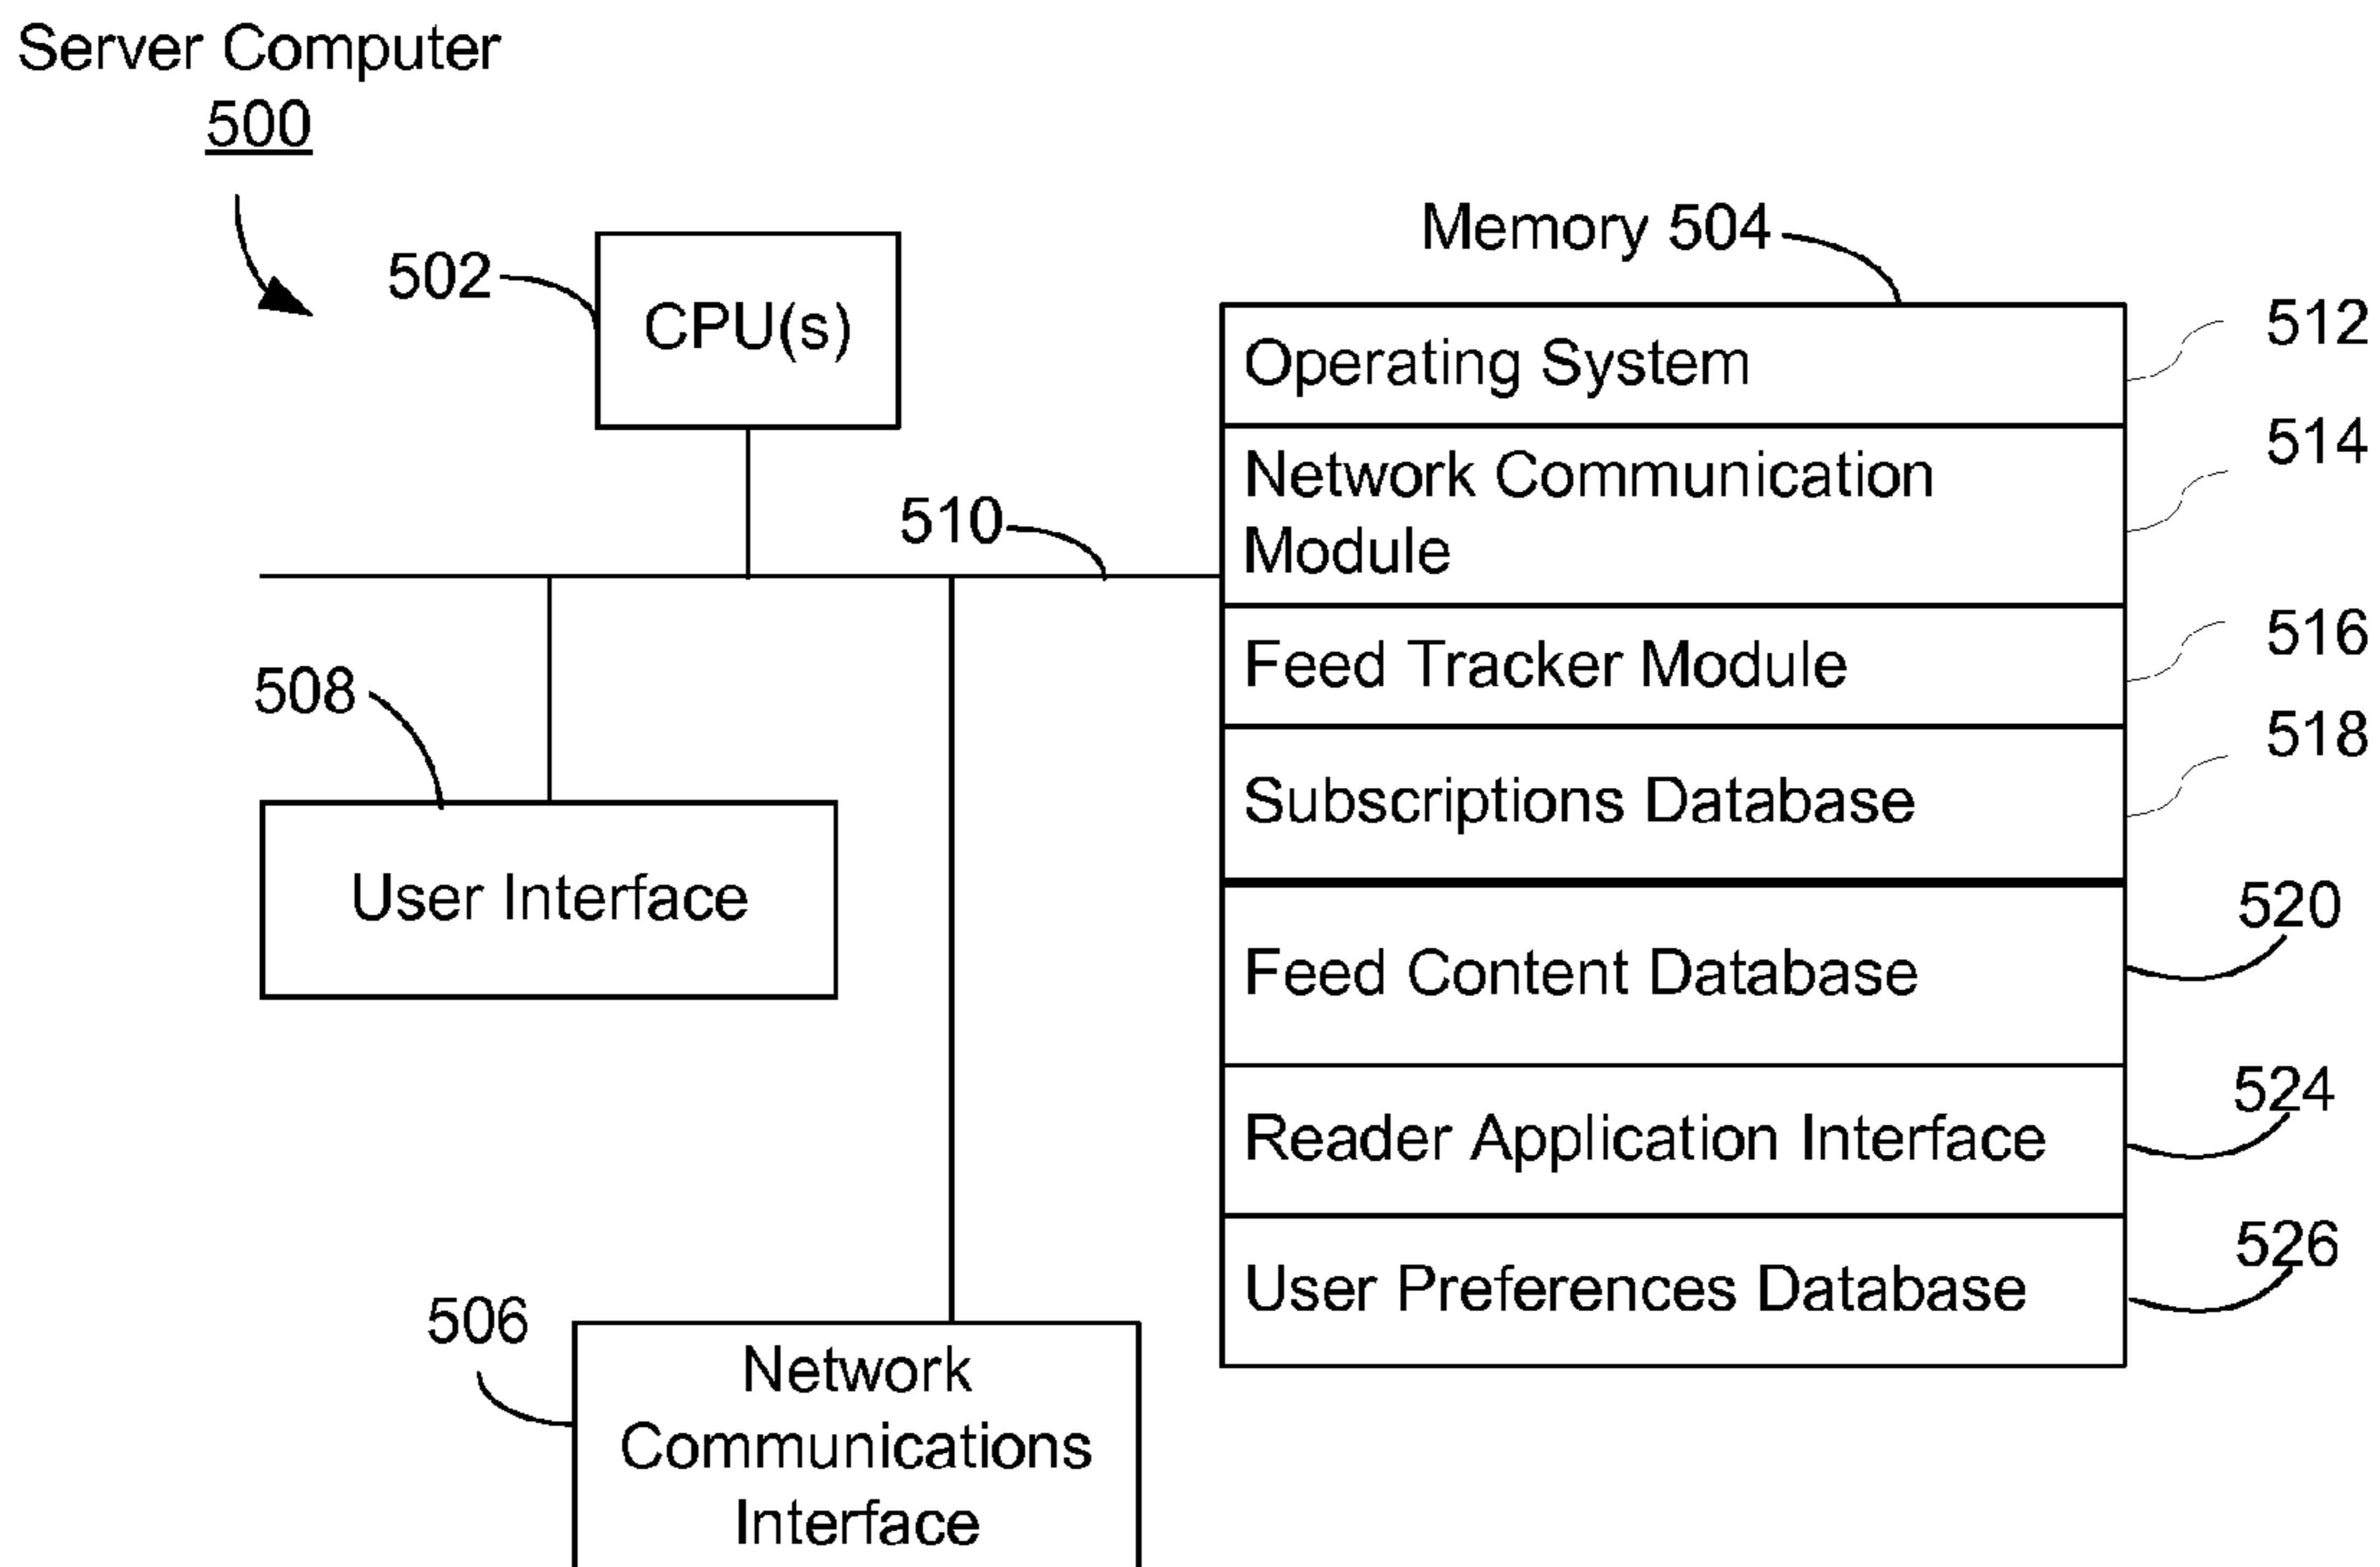 Server Computer
500
502
CPU(s)
510
508
User Interface
506
Network
Communications
Interface
Memory 504
Operating System
512
Network Communication
Module
514
Feed Tracker Module
516
Subscriptions Database
518
Feed Content Database
520
Reader Application Interface
524
User Preferences Database
526